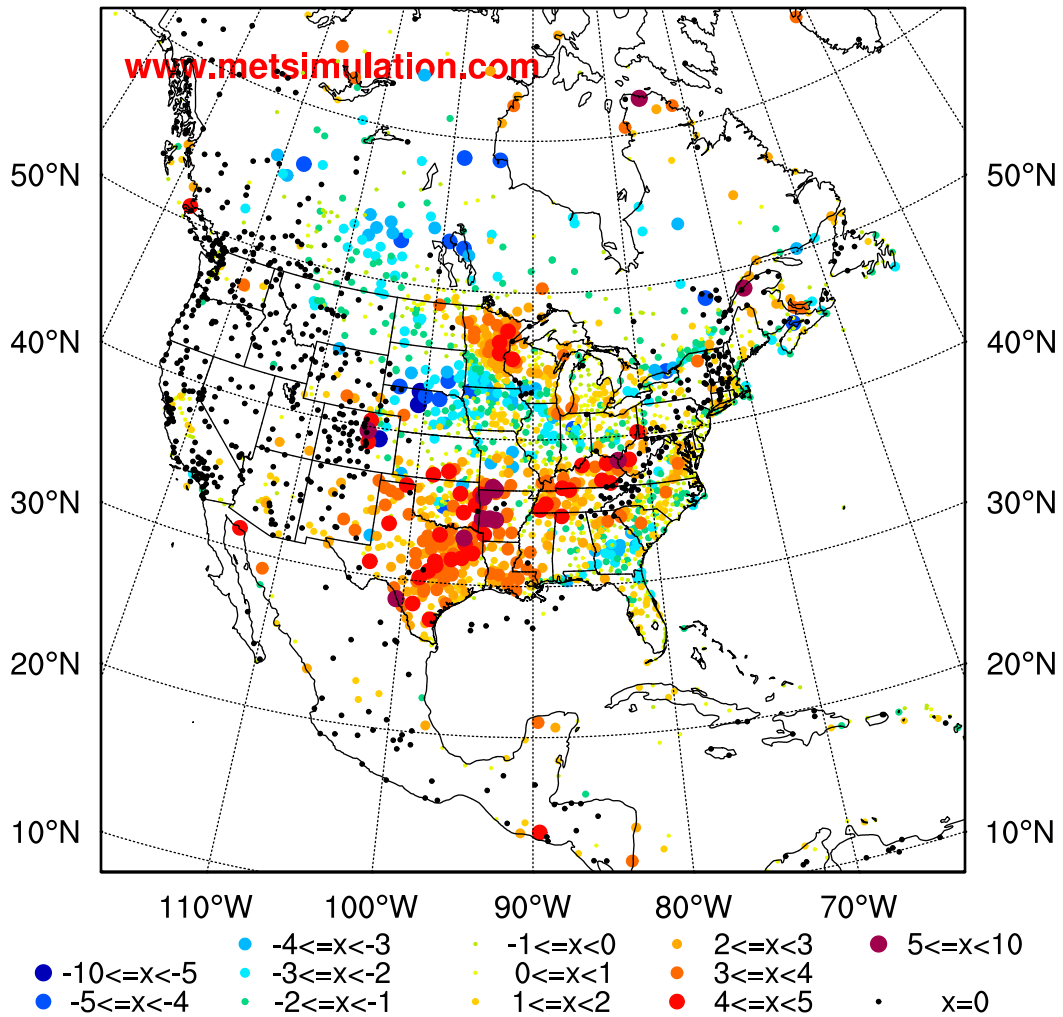 www.metsimulation.com
50°N 50°N
40°N 40°N
30°N 30°N
20°N 20°N
10°N 10°N
110°W 100°W 90°W 80°W 70°W
-4<=x<-3 -1<=x<0 2<=x<3 5<=x<10
-10<=x<-5 -3<=x<-2 0<=x<1 3<=x<4
-5<=x<-4 -2<=x<-1 1<=x<2 4<=x<5 x=0